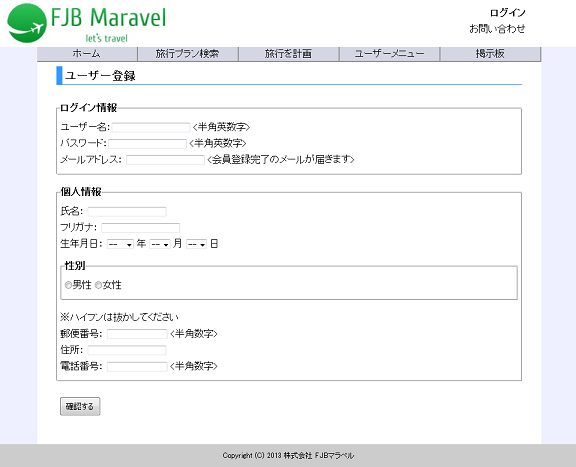 FJB Maravel
let's travel
ログイン
お問い合わせ
ホーム 旅行プラン検索 旅行を計画 ユーザーメニュー 掲示板
ユーザー登録
ログイン情報
ユーザー名: <半角英数字>
パスワード: <半角英数字>
メールアドレス: <会員登録完了のメールが届きます>
個人情報
氏名:
フリガナ:
生年月日: -- 年 -- 月 -- 日
性別
男性 女性
※ハイフンは抜かしてください
郵便番号: <半角数字>
住所:
電話番号: <半角数字>
確認する
Copyright (C) 2013 株式会社 FJBマラベル